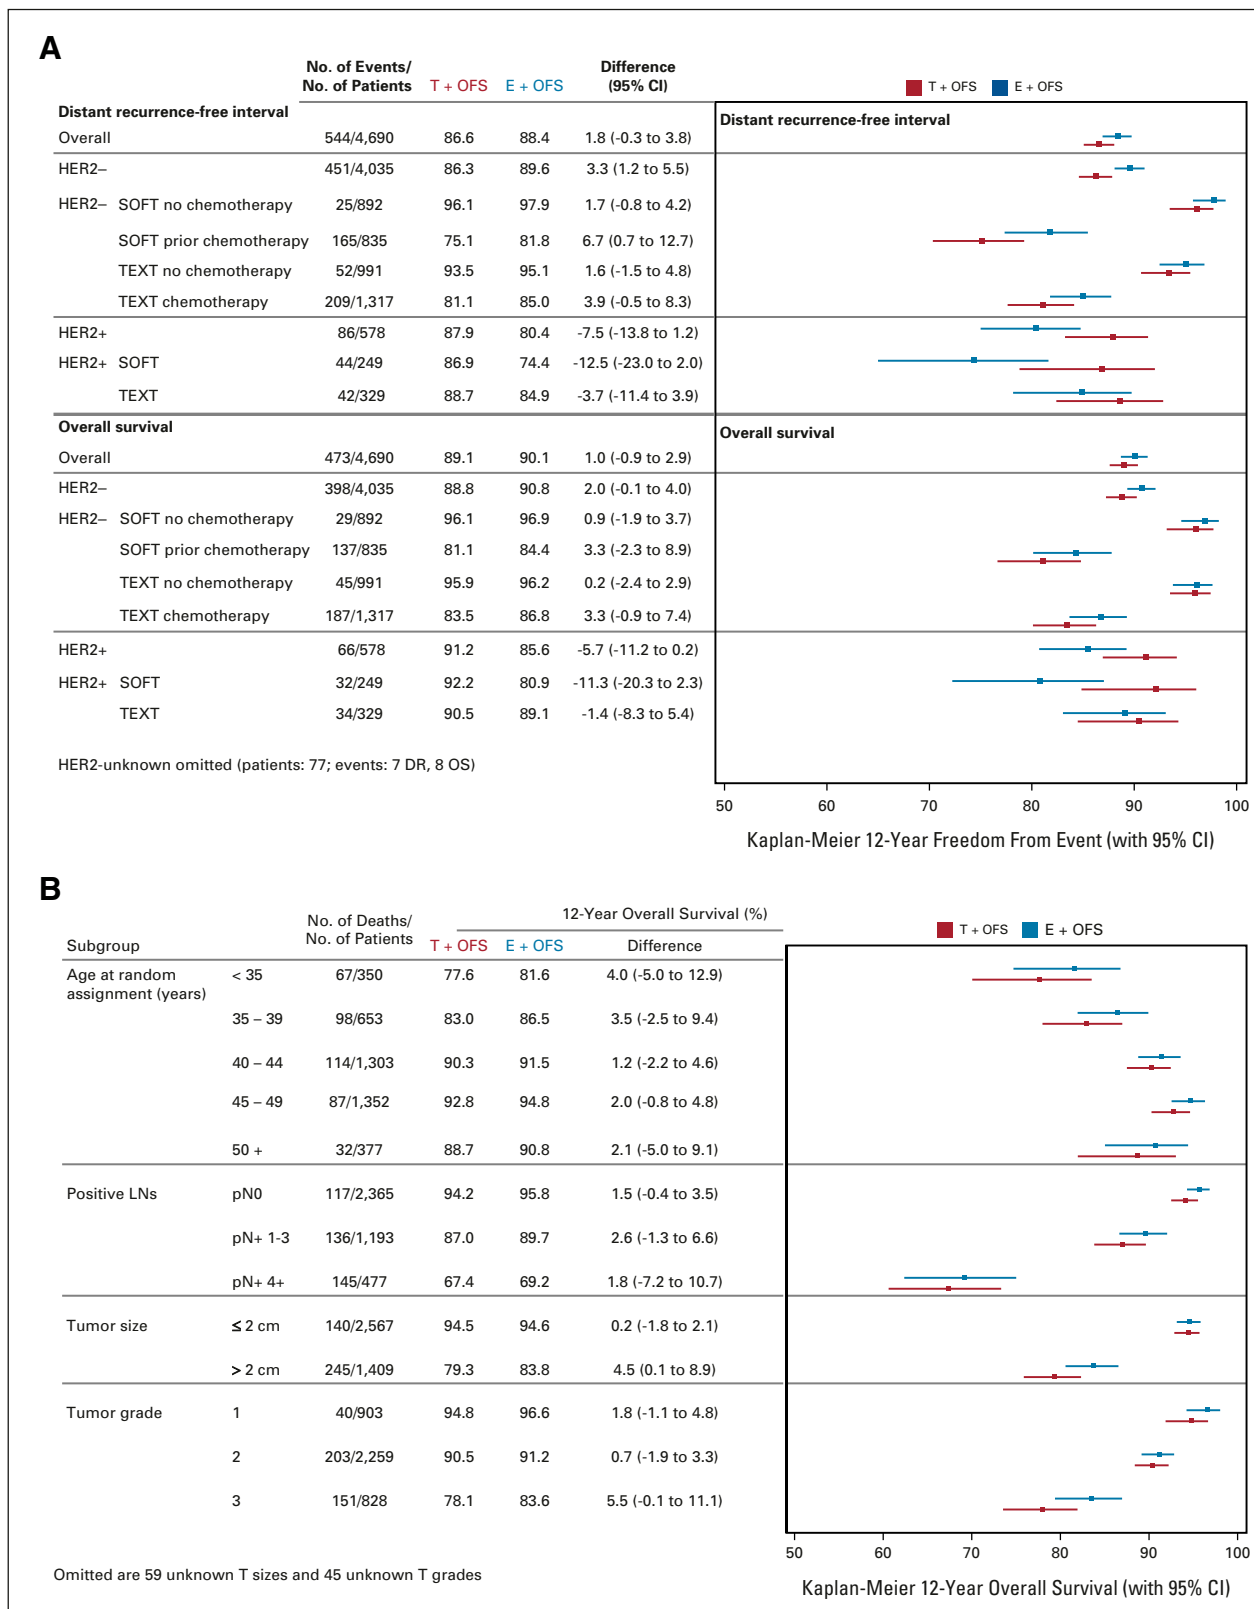 A
No. of Events/ Difference
No. of Patients T + OFS E + OFS (95% CI) T + OFS E + OFS
Distant recurrence-free interval Distant recurrence-free interval
Overall 544/4,690 86.6 88.4 1.8 (-0.3 to 3.8)
HER2– 451/4,035 86.3 89.6 3.3 (1.2 to 5.5)
HER2– SOFT no chemotherapy 25/892 96.1 97.9 1.7 (-0.8 to 4.2)
SOFT prior chemotherapy 165/835 75.1 81.8 6.7 (0.7 to 12.7)
TEXT no chemotherapy 52/991 93.5 95.1 1.6 (-1.5 to 4.8)
TEXT chemotherapy 209/1,317 81.1 85.0 3.9 (-0.5 to 8.3)
HER2+ 86/578 87.9 80.4 -7.5 (-13.8 to 1.2)
HER2+ SOFT 44/249 86.9 74.4 -12.5 (-23.0 to 2.0)
TEXT 42/329 88.7 84.9 -3.7 (-11.4 to 3.9)
Overall survival Overall survival
Overall 473/4,690 89.1 90.1 1.0 (-0.9 to 2.9)
HER2– 398/4,035 88.8 90.8 2.0 (-0.1 to 4.0)
HER2– SOFT no chemotherapy 29/892 96.1 96.9 0.9 (-1.9 to 3.7)
SOFT prior chemotherapy 137/835 81.1 84.4 3.3 (-2.3 to 8.9)
TEXT no chemotherapy 45/991 95.9 96.2 0.2 (-2.4 to 2.9)
TEXT chemotherapy 187/1,317 83.5 86.8 3.3 (-0.9 to 7.4)
HER2+ 66/578 91.2 85.6 -5.7 (-11.2 to 0.2)
HER2+ SOFT 32/249 92.2 80.9 -11.3 (-20.3 to 2.3)
TEXT 34/329 90.5 89.1 -1.4 (-8.3 to 5.4)
HER2-unknown omitted (patients: 77; events: 7 DR, 8 OS)
50 60 70 80 90 100
Kaplan-Meier 12-Year Freedom From Event (with 95% CI)
B
No. of Deaths/ 12-Year Overall Survival (%)
Subgroup No. of Patients T + OFS E + OFS Difference T + OFS E + OFS
Age at random < 35 67/350 77.6 81.6 4.0 (-5.0 to 12.9)
assignment (years)
35 – 39 98/653 83.0 86.5 3.5 (-2.5 to 9.4)
40 – 44 114/1,303 90.3 91.5 1.2 (-2.2 to 4.6)
45 – 49 87/1,352 92.8 94.8 2.0 (-0.8 to 4.8)
50 + 32/377 88.7 90.8 2.1 (-5.0 to 9.1)
Positive LNs pN0 117/2,365 94.2 95.8 1.5 (-0.4 to 3.5)
pN+ 1-3 136/1,193 87.0 89.7 2.6 (-1.3 to 6.6)
pN+ 4+ 145/477 67.4 69.2 1.8 (-7.2 to 10.7)
Tumor size ≤ 2 cm 140/2,567 94.5 94.6 0.2 (-1.8 to 2.1)
> 2 cm 245/1,409 79.3 83.8 4.5 (0.1 to 8.9)
Tumor grade 1 40/903 94.8 96.6 1.8 (-1.1 to 4.8)
2 203/2,259 90.5 91.2 0.7 (-1.9 to 3.3)
3 151/828 78.1 83.6 5.5 (-0.1 to 11.1)
50 60 70 80 90 100
Omitted are 59 unknown T sizes and 45 unknown T grades
Kaplan-Meier 12-Year Overall Survival (with 95% CI)